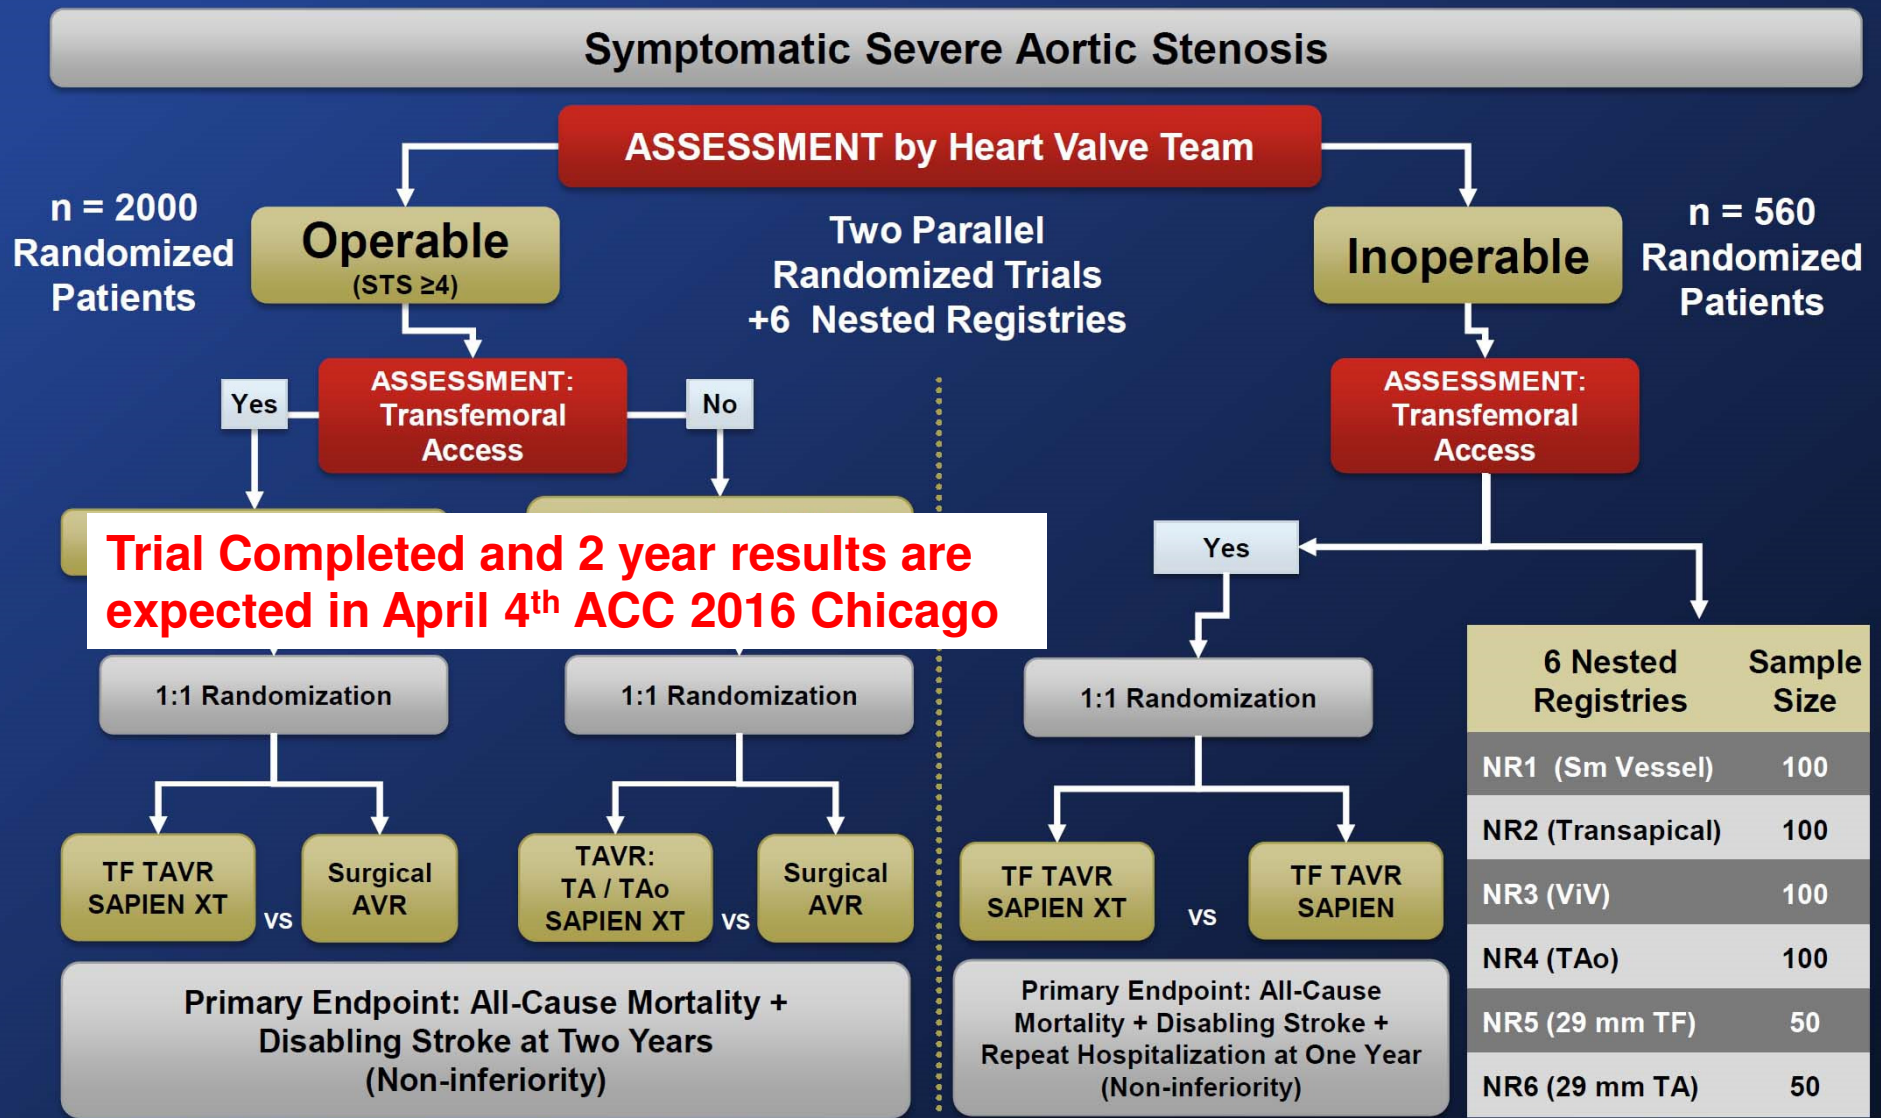 Symptomatic Severe Aortic Stenosis
ASSESSMENT by Heart Valve Team
n = 2000
Randomized
Patients
Operable
(STS ≥4)
Two Parallel
Randomized Trials
+6 Nested Registries
Inoperable
n = 560
Randomized
Patients
Yes
ASSESSMENT:
Transfemoral
Access
No
ASSESSMENT:
Transfemoral
Access
Trial Completed and 2 year results are
expected in April 4th ACC 2016 Chicago
Yes
1:1 Randomization
1:1 Randomization
1:1 Randomization
TF TAVR
SAPIEN XT
vs
Surgical
AVR
TAVR:
TA / TAo
SAPIEN XT
vs
Surgical
AVR
TF TAVR
SAPIEN XT
vs
TF TAVR
SAPIEN
Primary Endpoint: All-Cause Mortality +
Disabling Stroke at Two Years
(Non-inferiority)
Primary Endpoint: All-Cause
Mortality + Disabling Stroke +
Repeat Hospitalization at One Year
(Non-inferiority)
6 Nested Registries
Sample Size
NR1 (Sm Vessel) 100
NR2 (Transapical) 100
NR3 (ViV) 100
NR4 (TAo) 100
NR5 (29 mm TF) 50
NR6 (29 mm TA) 50